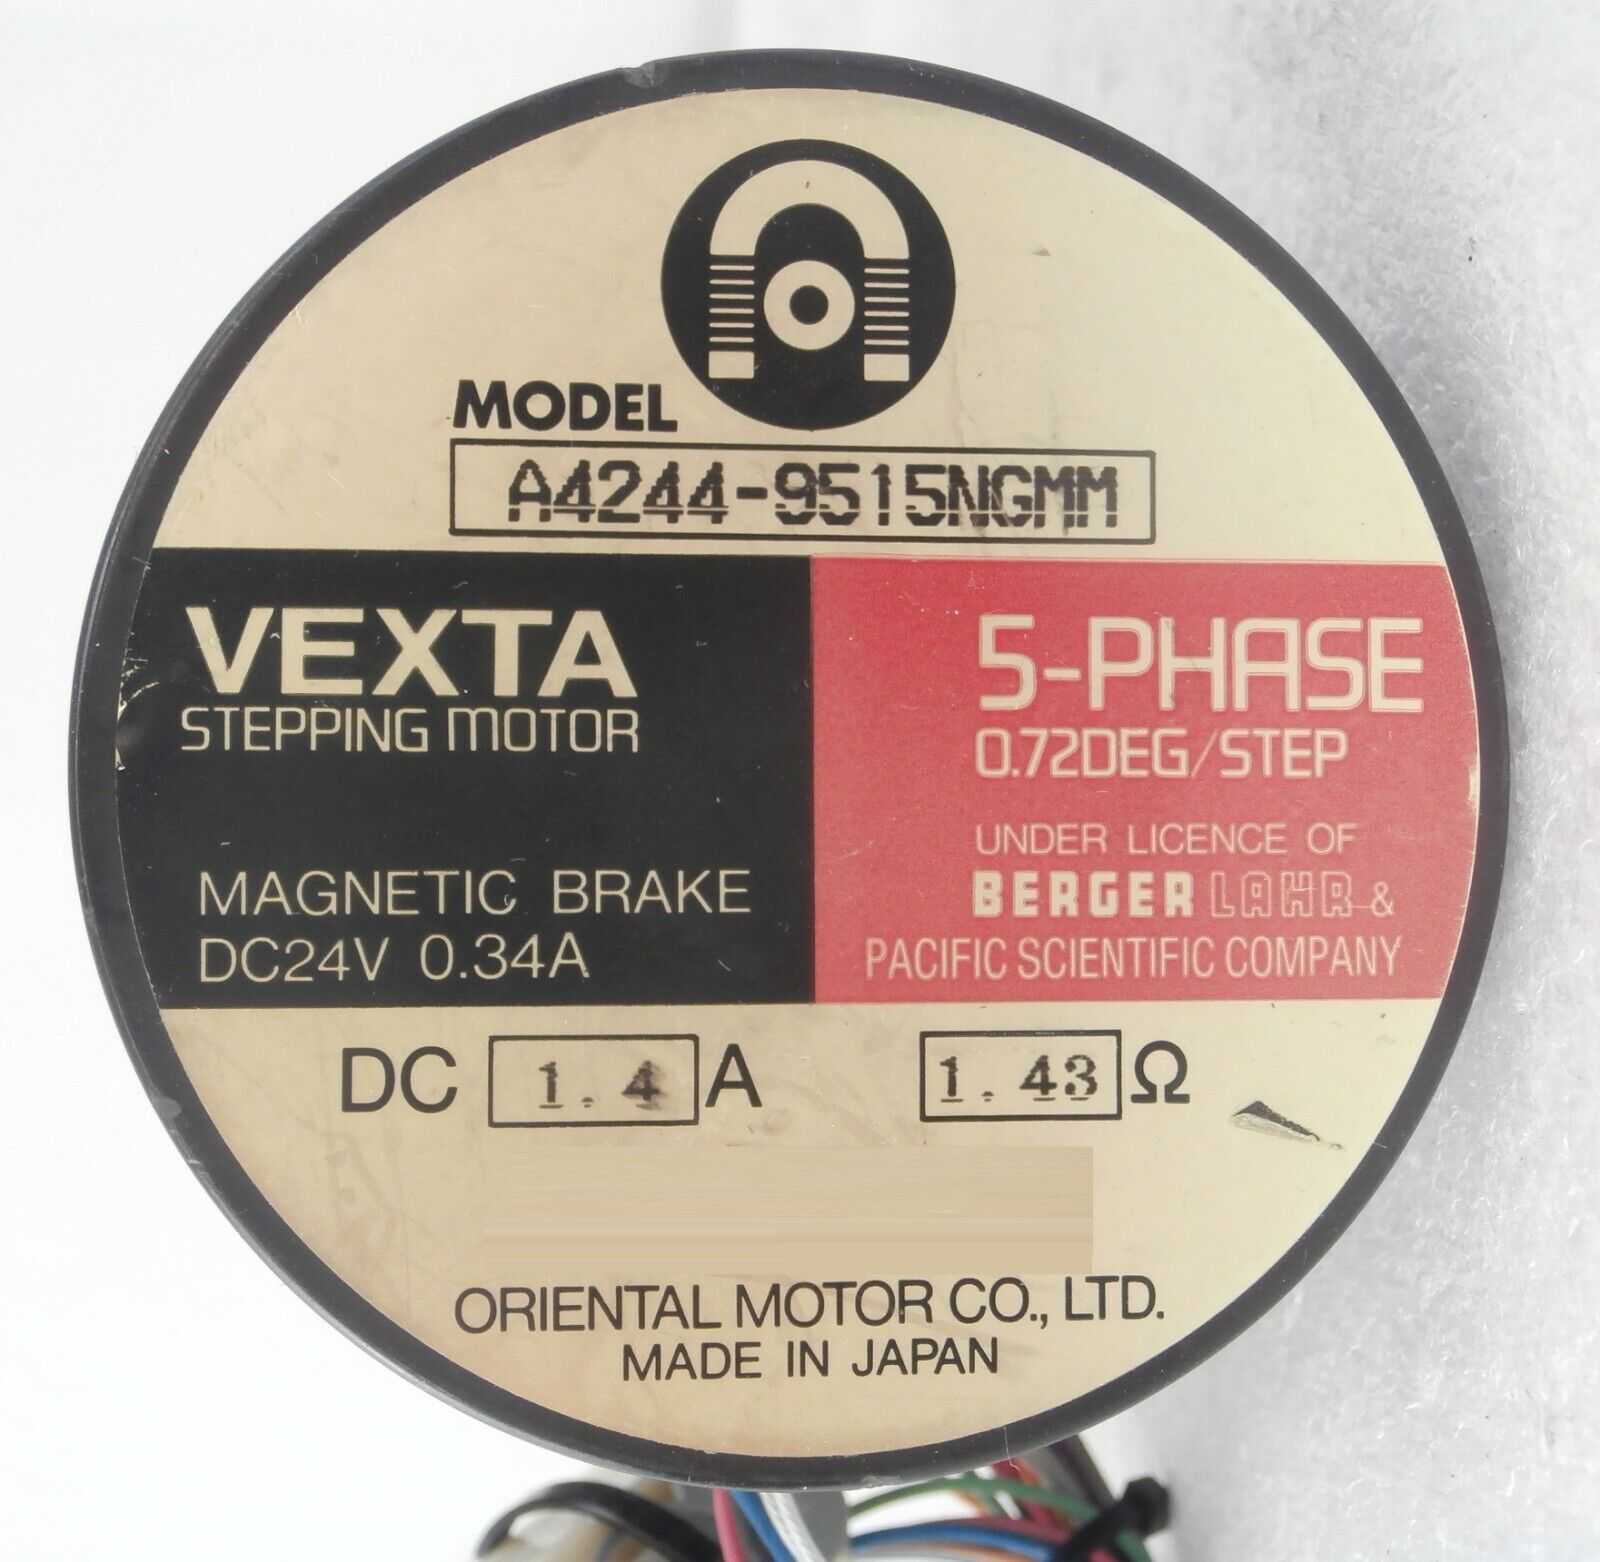 MODEL
A4244-9515NGMM
VEXTA
STEPPING MOTOR
MAGNETIC BRAKE
DC24V 0.34A
5-PHASE
0.72DEG/STEP
UNDER LICENCE OF
BERGER LAHR &
PACIFIC SCIENTIFIC COMPANY
DC 1.4 A 1.43 Ω
ORIENTAL MOTOR CO., LTD.
MADE IN JAPAN